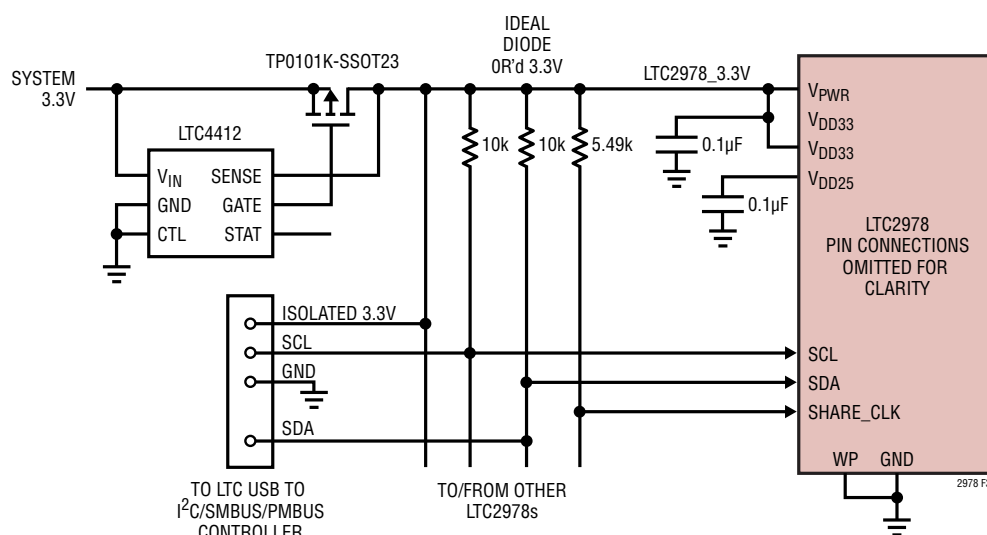 IDEAL
DIODE
OR'd 3.3V
TP0101K-SSOT23
SYSTEM
3.3V
LTC2978_3.3V
LTC4412
VIN SENSE
GND GATE
CTL STAT
10k
10k
5.49k
0.1µF
0.1µF
VPWR
VDD33
VDD33
VDD25
LTC2978
PIN CONNECTIONS
OMITTED FOR
CLARITY
ISOLATED 3.3V
SCL
GND
SDA
SCL
SDA
SHARE_CLK
WP GND
TO LTC USB TO
I2C/SMBUS/PMBUS
CONTROLLER
TO/FROM OTHER
LTC2978s
2978